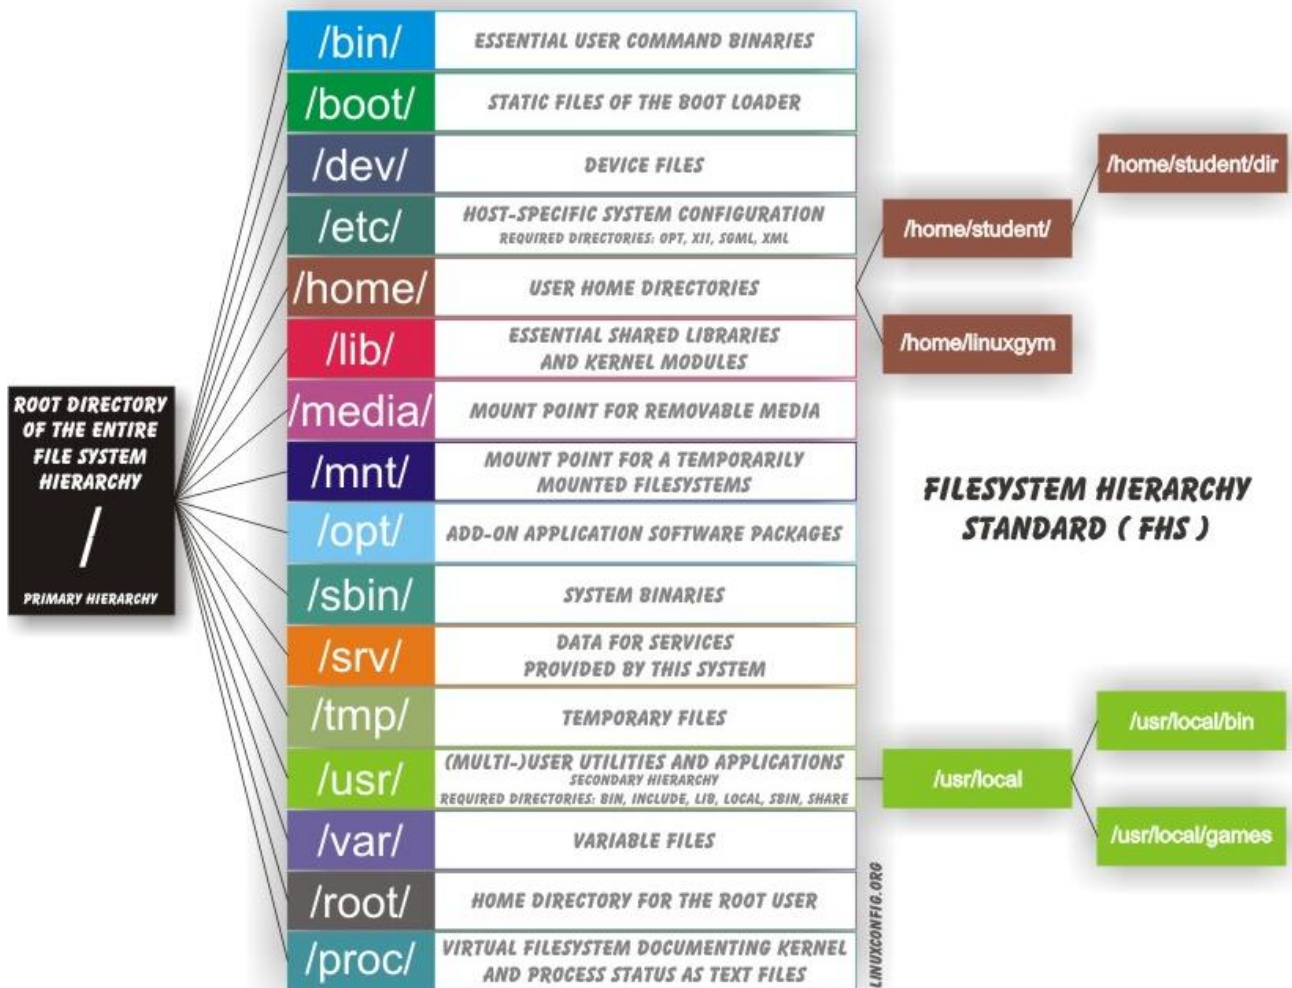 ROOT DIRECTORY
OF THE ENTIRE
FILE SYSTEM
HIERARCHY
/
PRIMARY HIERARCHY
/bin/
ESSENTIAL USER COMMAND BINARIES
/boot/
STATIC FILES OF THE BOOT LOADER
/dev/
DEVICE FILES
/etc/
HOST-SPECIFIC SYSTEM CONFIGURATION
REQUIRED DIRECTORIES: OPT, XII, SGML, XML
/home/
USER HOME DIRECTORIES
/home/student/
/home/student/dir
/home/linuxgym
/lib/
ESSENTIAL SHARED LIBRARIES
AND KERNEL MODULES
/media/
MOUNT POINT FOR REMOVABLE MEDIA
/mnt/
MOUNT POINT FOR A TEMPORARILY
MOUNTED FILESYSTEMS
/opt/
ADD-ON APPLICATION SOFTWARE PACKAGES
/sbin/
SYSTEM BINARIES
/srv/
DATA FOR SERVICES
PROVIDED BY THIS SYSTEM
/tmp/
TEMPORARY FILES
/usr/
(MULTI-)USER UTILITIES AND APPLICATIONS
SECONDARY HIERARCHY
REQUIRED DIRECTORIES: BIN, INCLUDE, LIB, LOCAL, SBIN, SHARE
/usr/local
/usr/local/bin
/usr/local/games
/var/
VARIABLE FILES
/root/
HOME DIRECTORY FOR THE ROOT USER
/proc/
VIRTUAL FILESYSTEM DOCUMENTING KERNEL
AND PROCESS STATUS AS TEXT FILES
FILESYSTEM HIERARCHY
STANDARD ( FHS )
LINUXCONFIG.ORG